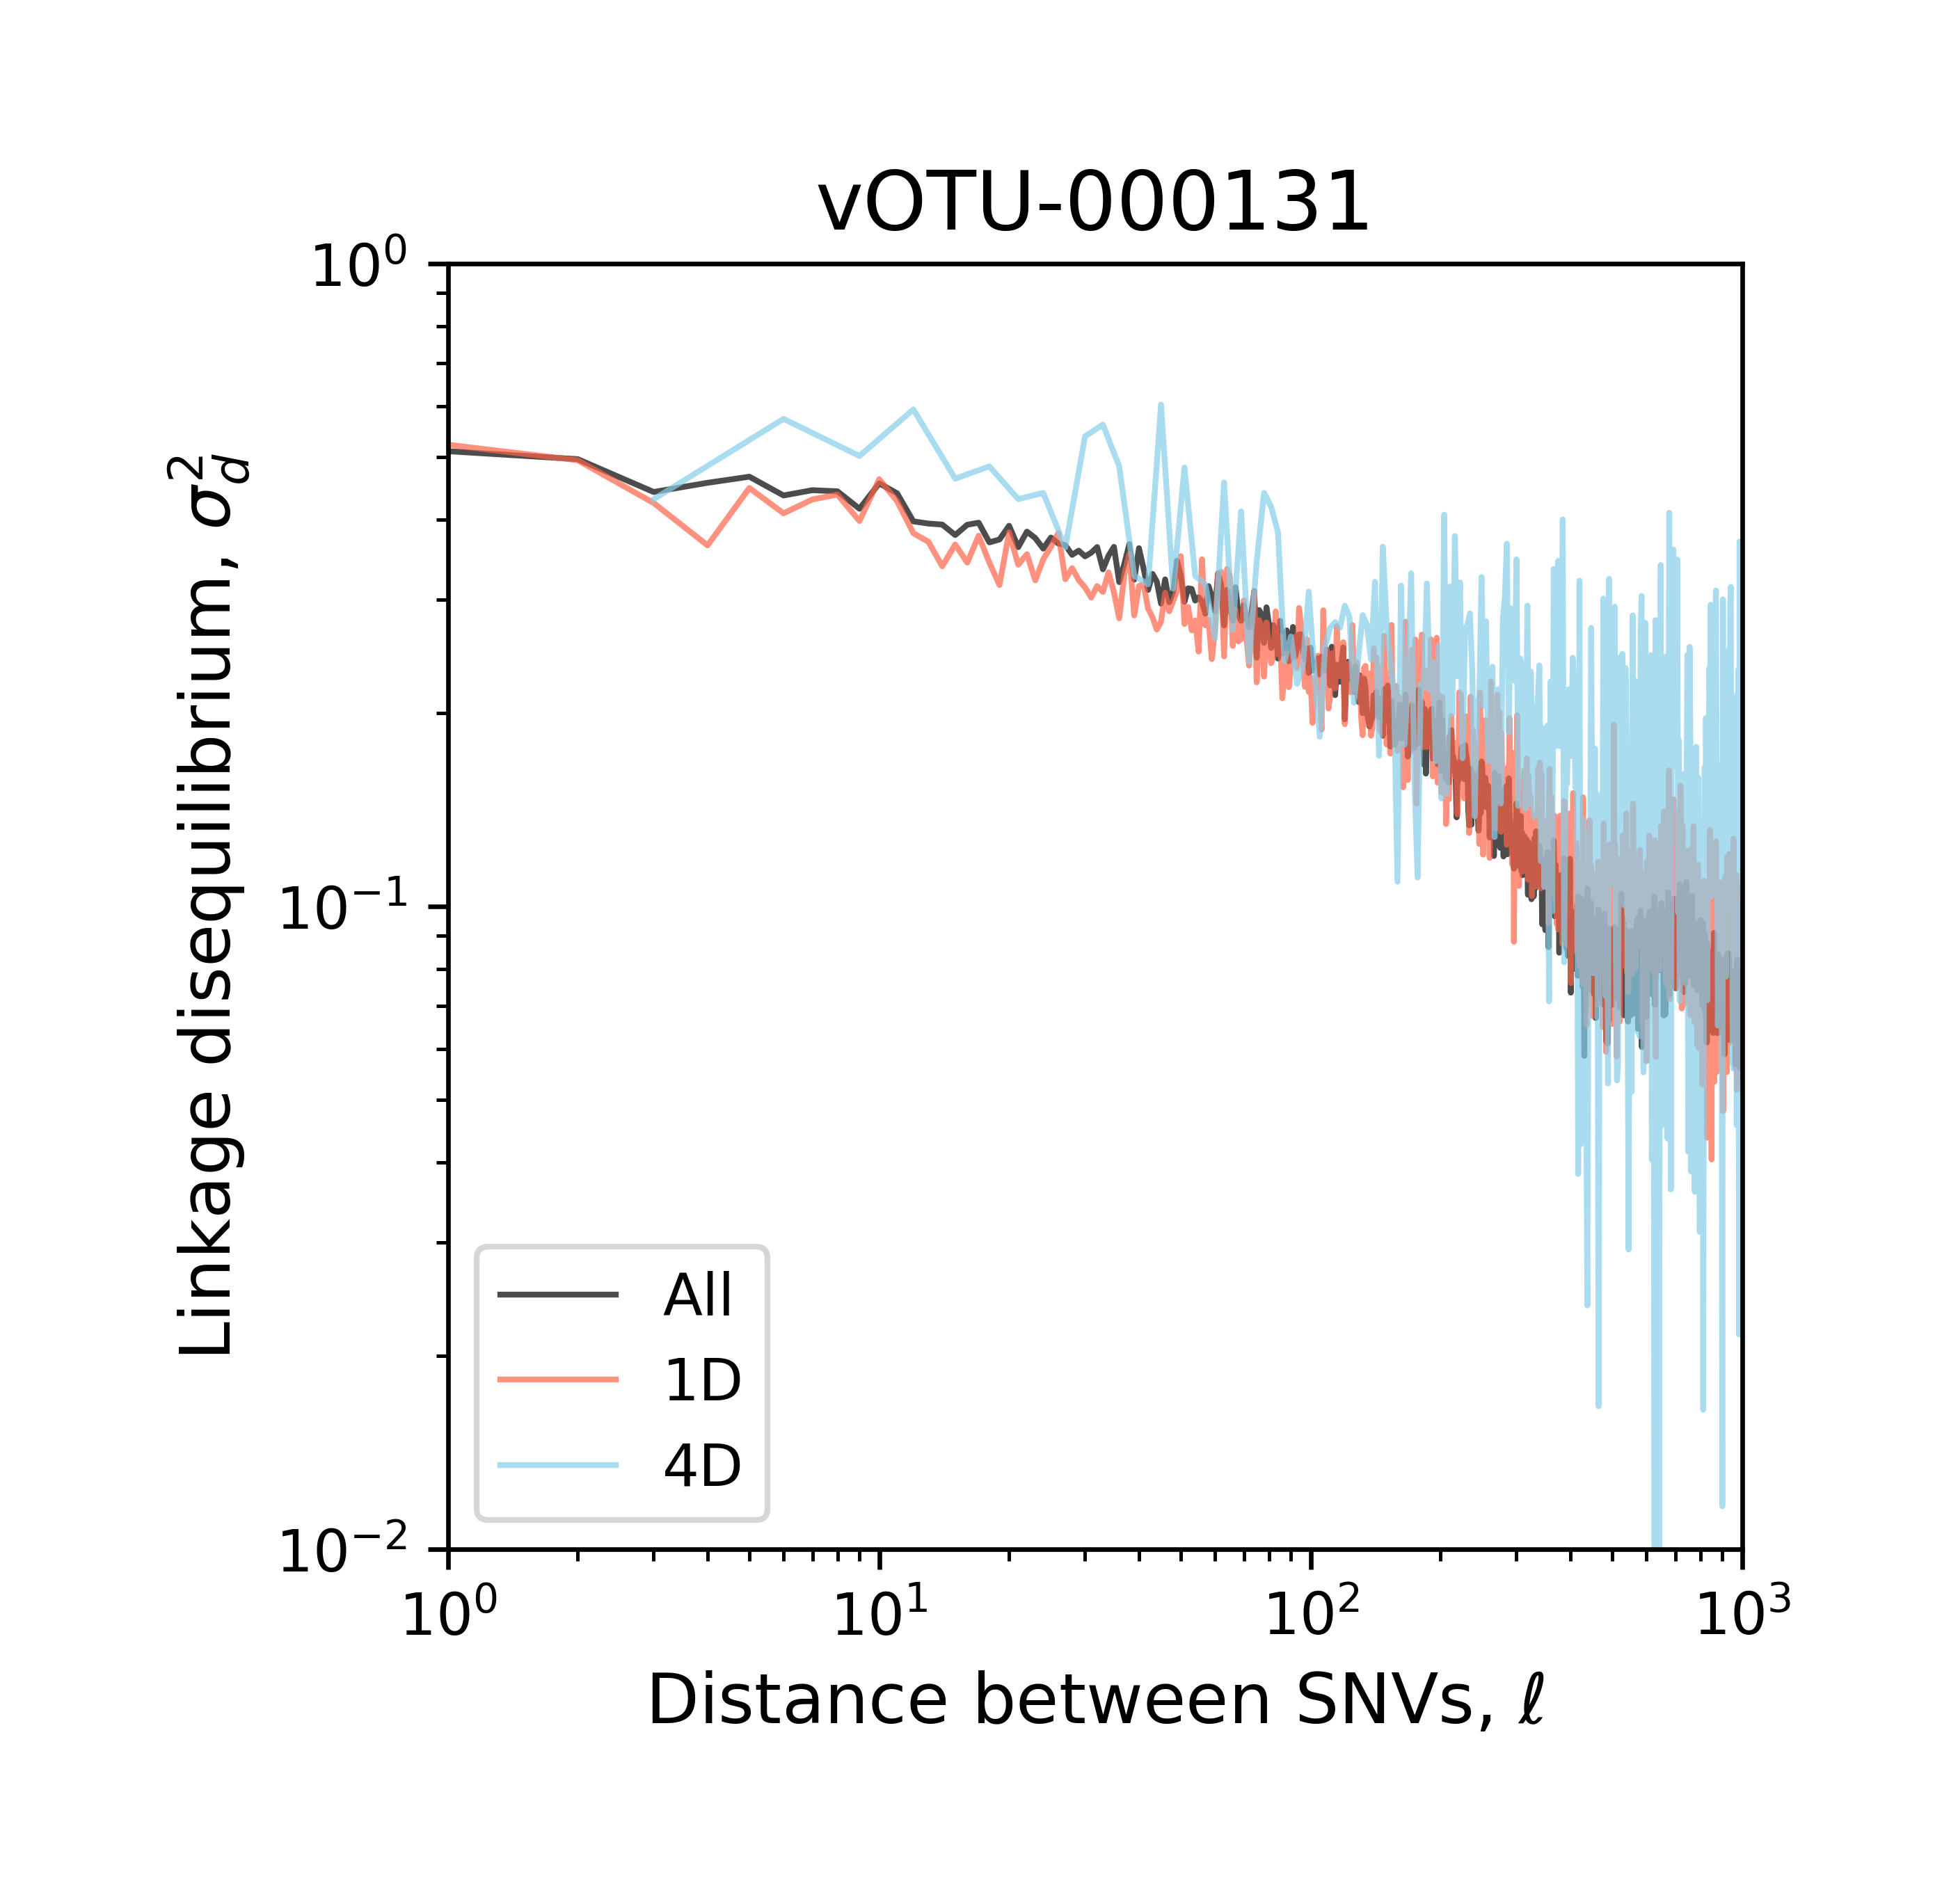 vOTU-000131
10⁰
10⁻¹
10⁻²
Linkage disequilibrium, σ²_d
All
1D
4D
10⁰ 10¹ 10² 10³
Distance between SNVs, ℓ